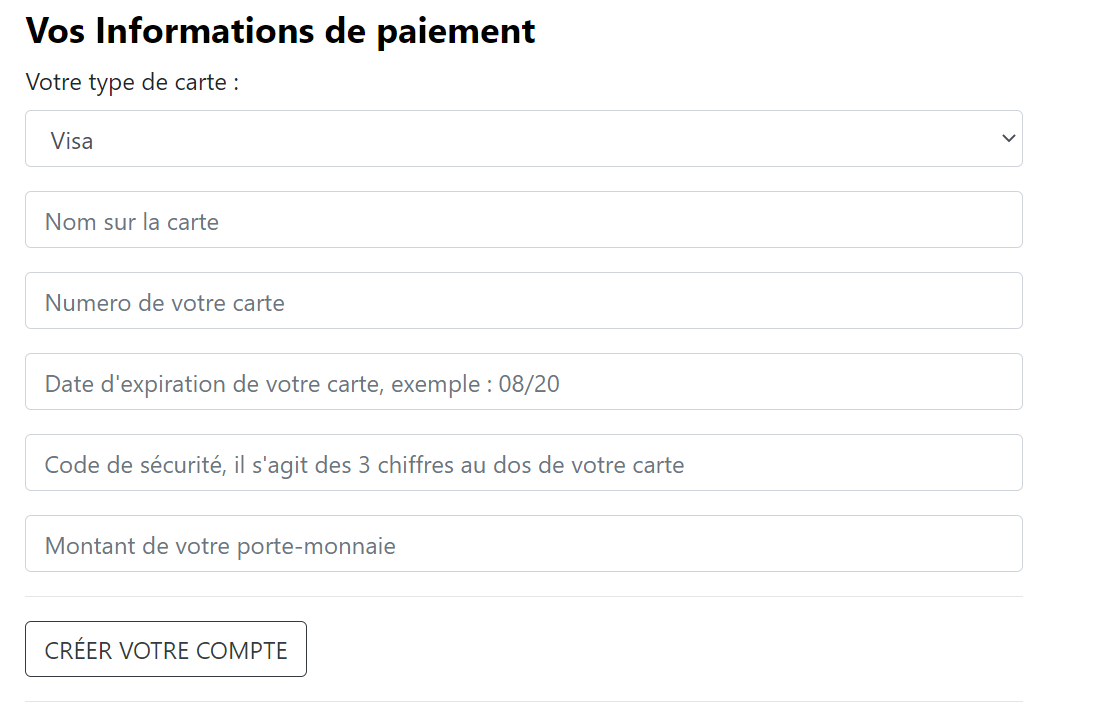 Vos Informations de paiement
Votre type de carte :
Visa
Nom sur la carte
Numero de votre carte
Date d'expiration de votre carte, exemple : 08/20
Code de sécurité, il s'agit des 3 chiffres au dos de votre carte
Montant de votre porte-monnaie
CRÉER VOTRE COMPTE